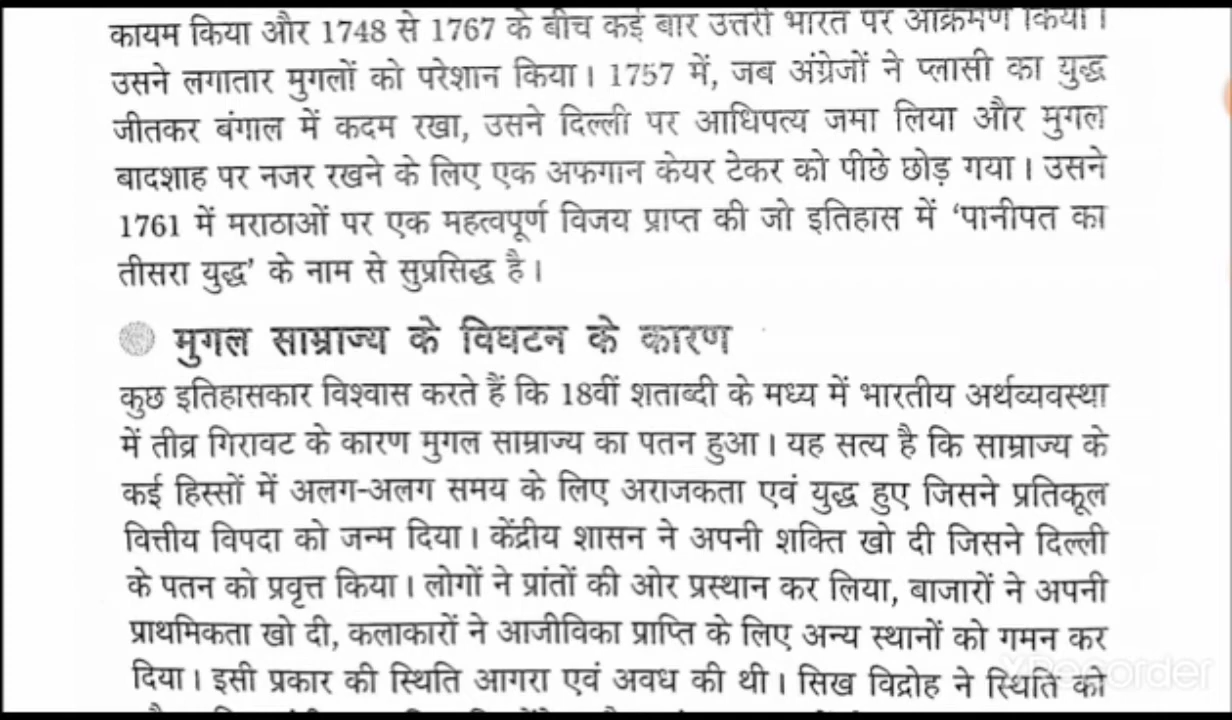 कायम किया और 1748 से 1767 के बीच कई बार उत्तरी भारत पर आक्रमण किया।
उसने लगातार मुगलों को परेशान किया। 1757 में, जब अंग्रेजों ने प्लासी का युद्ध
जीतकर बंगाल में कदम रखा, उसने दिल्ली पर आधिपत्य जमा लिया और मुगल
बादशाह पर नजर रखने के लिए एक अफगान केयर टेकर को पीछे छोड़ गया। उसने
1761 में मराठाओं पर एक महत्वपूर्ण विजय प्राप्त की जो इतिहास में ‘पानीपत का
तीसरा युद्ध’ के नाम से सुप्रसिद्ध है।
मुगल साम्राज्य के विघटन के कारण
कुछ इतिहासकार विश्वास करते हैं कि 18वीं शताब्दी के मध्य में भारतीय अर्थव्यवस्था
में तीव्र गिरावट के कारण मुगल साम्राज्य का पतन हुआ। यह सत्य है कि साम्राज्य के
कई हिस्सों में अलग-अलग समय के लिए अराजकता एवं युद्ध हुए जिसने प्रतिकूल
वित्तीय विपदा को जन्म दिया। केंद्रीय शासन ने अपनी शक्ति खो दी जिसने दिल्ली
के पतन को प्रवृत्त किया। लोगों ने प्रांतों की ओर प्रस्थान कर लिया, बाजारों ने अपनी
प्राथमिकता खो दी, कलाकारों ने आजीविका प्राप्ति के लिए अन्य स्थानों को गमन कर
दिया। इसी प्रकार की स्थिति आगरा एवं अवध की थी। सिख विद्रोह ने स्थिति को
XRecorder